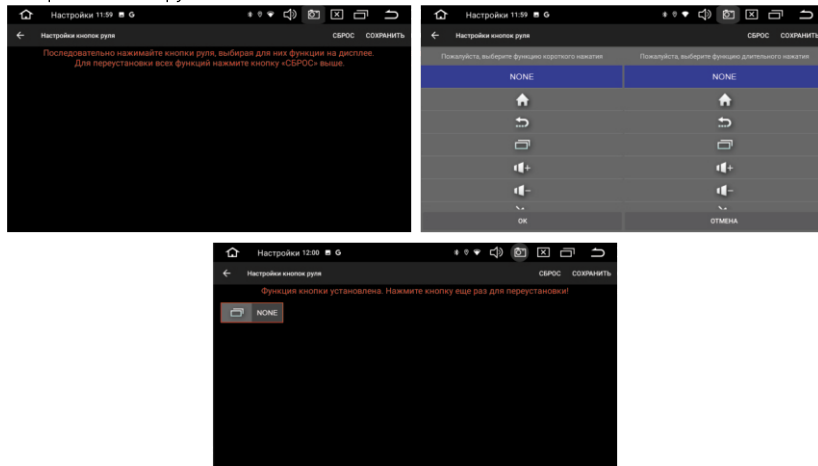 Настройки 11:59 G
Настройки кнопок руля СБРОС СОХРАНИТЬ
Последовательно нажимайте кнопки руля, выбирая для них функции на дисплее.
Для переустановки всех функций нажмите кнопку «СБРОС» выше.
Настройки 11:59 G
Настройки кнопок руля СБРОС СОХРАНИТЬ
Пожалуйста, выберите функцию короткого нажатия Пожалуйста, выберите функцию длительного нажатия
NONE NONE
+ +
- -
ОК ОТМЕНА
Настройки 12:00 G
Настройки кнопок руля СБРОС СОХРАНИТЬ
Функция кнопки установлена. Нажмите кнопку еще раз для переустановки!
NONE